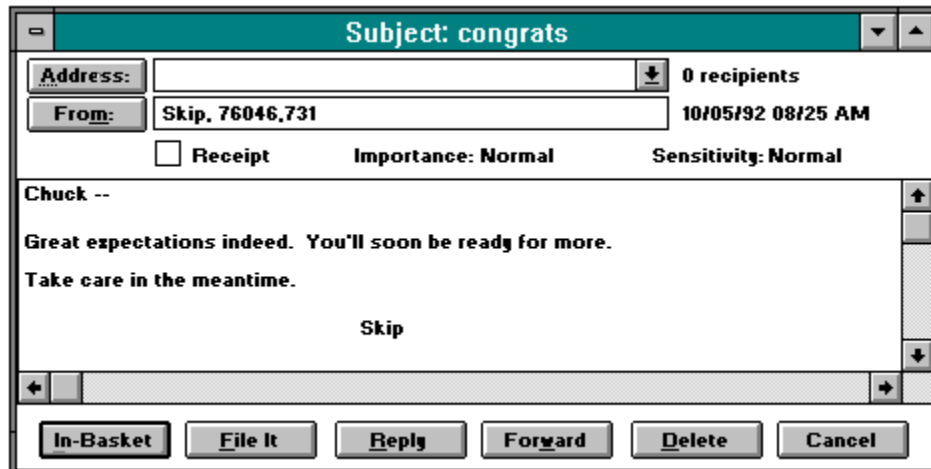 Subject: congrats
Address: 0 recipients
From: Skip, 76046,731 10/05/92 08/25 AM
Receipt Importance: Normal Sensitivity: Normal
Chuck --
Great expectations indeed. You'll soon be ready for more.
Take care in the meantime.
Skip
In-Basket File It Reply Forward Delete Cancel